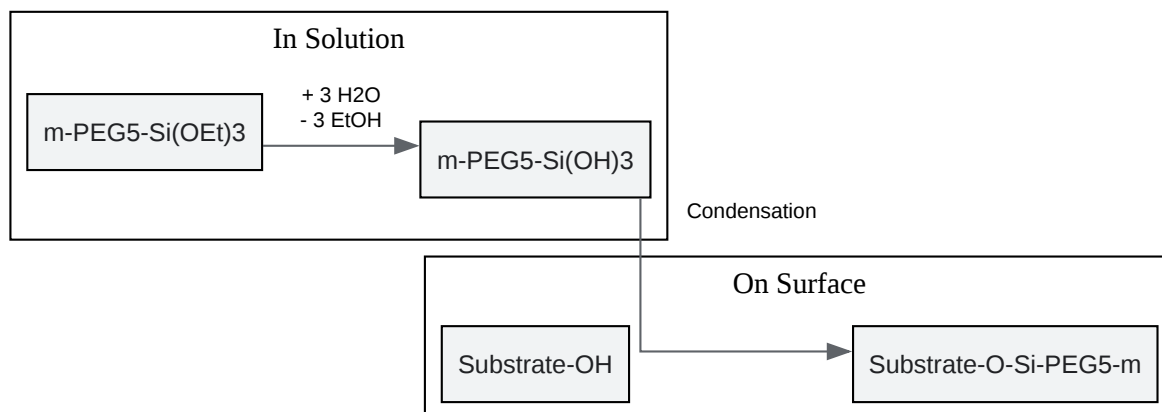 In Solution
m-PEG5-Si(OEt)3
+ 3 H2O
- 3 EtOH
m-PEG5-Si(OH)3
Condensation
On Surface
Substrate-OH
Substrate-O-Si-PEG5-m